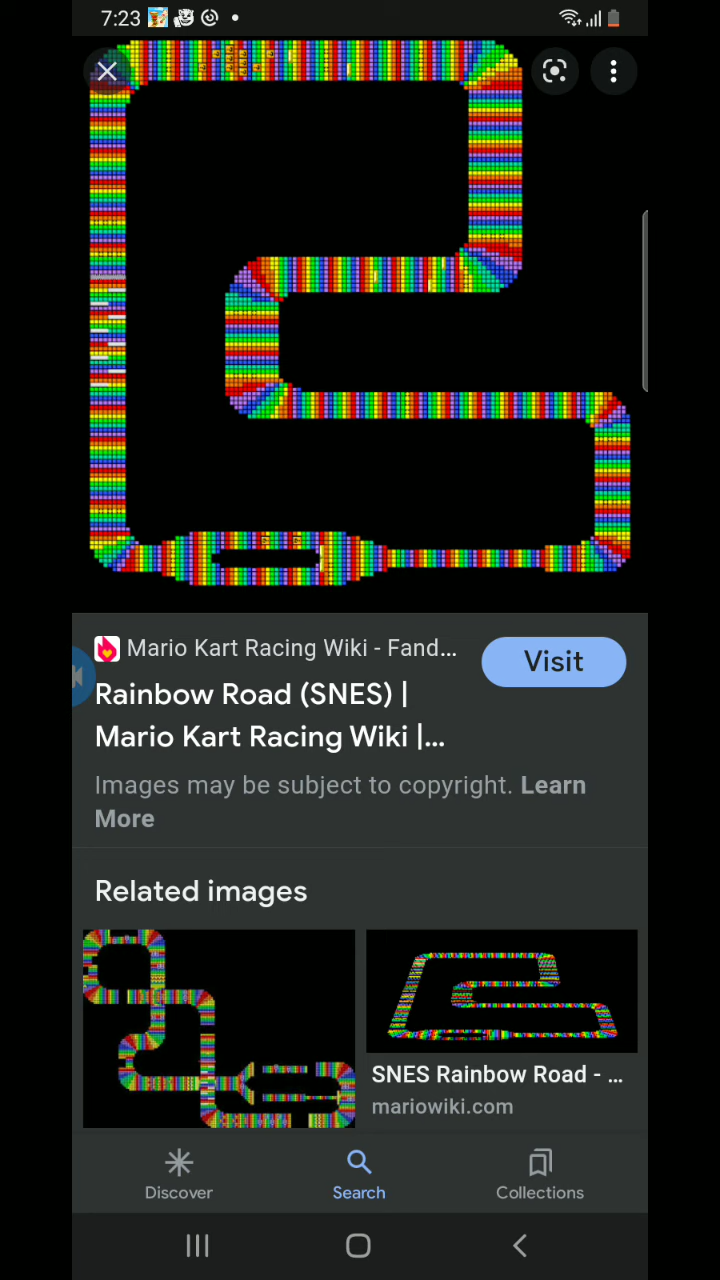 7:23
Mario Kart Racing Wiki - Fand...
Visit
Rainbow Road (SNES) |
Mario Kart Racing Wiki |...
Images may be subject to copyright. Learn
More
Related images
SNES Rainbow Road - ...
mariowiki.com
Discover
Search
Collections